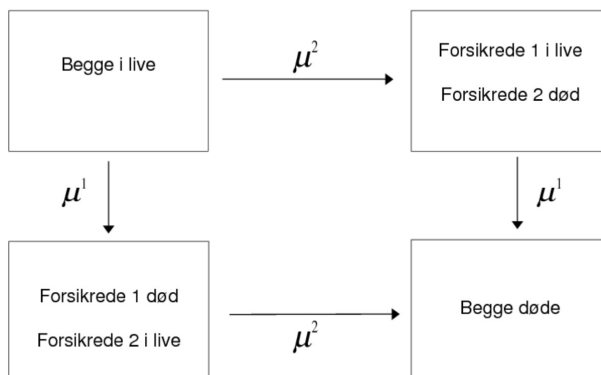 Begge i live
μ²
Forsikrede 1 i live
Forsikrede 2 død
μ¹
μ¹
Forsikrede 1 død
Forsikrede 2 i live
μ²
Begge døde